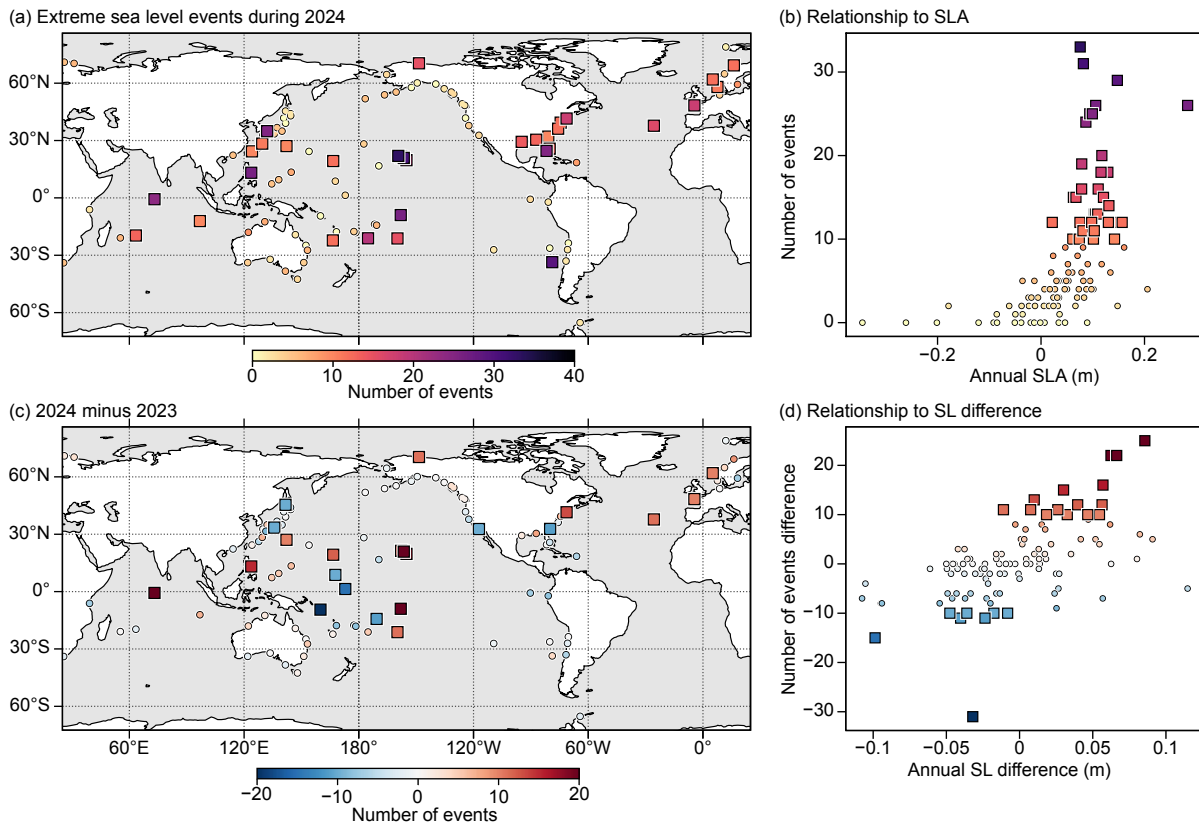 (a) Extreme sea level events during 2024
(b) Relationship to SLA
60°N
30°N
0°
30°S
60°S
0 10 20 30 40
Number of events
Number of events
30
20
10
0
−0.2 0 0.2
Annual SLA (m)
(c) 2024 minus 2023
(d) Relationship to SL difference
60°N
30°N
0°
30°S
60°S
60°E 120°E 180° 120°W 60°W 0°
−20 −10 0 10 20
Number of events
Number of events difference
20
10
0
−10
−20
−30
−0.1 −0.05 0 0.05 0.1
Annual SL difference (m)